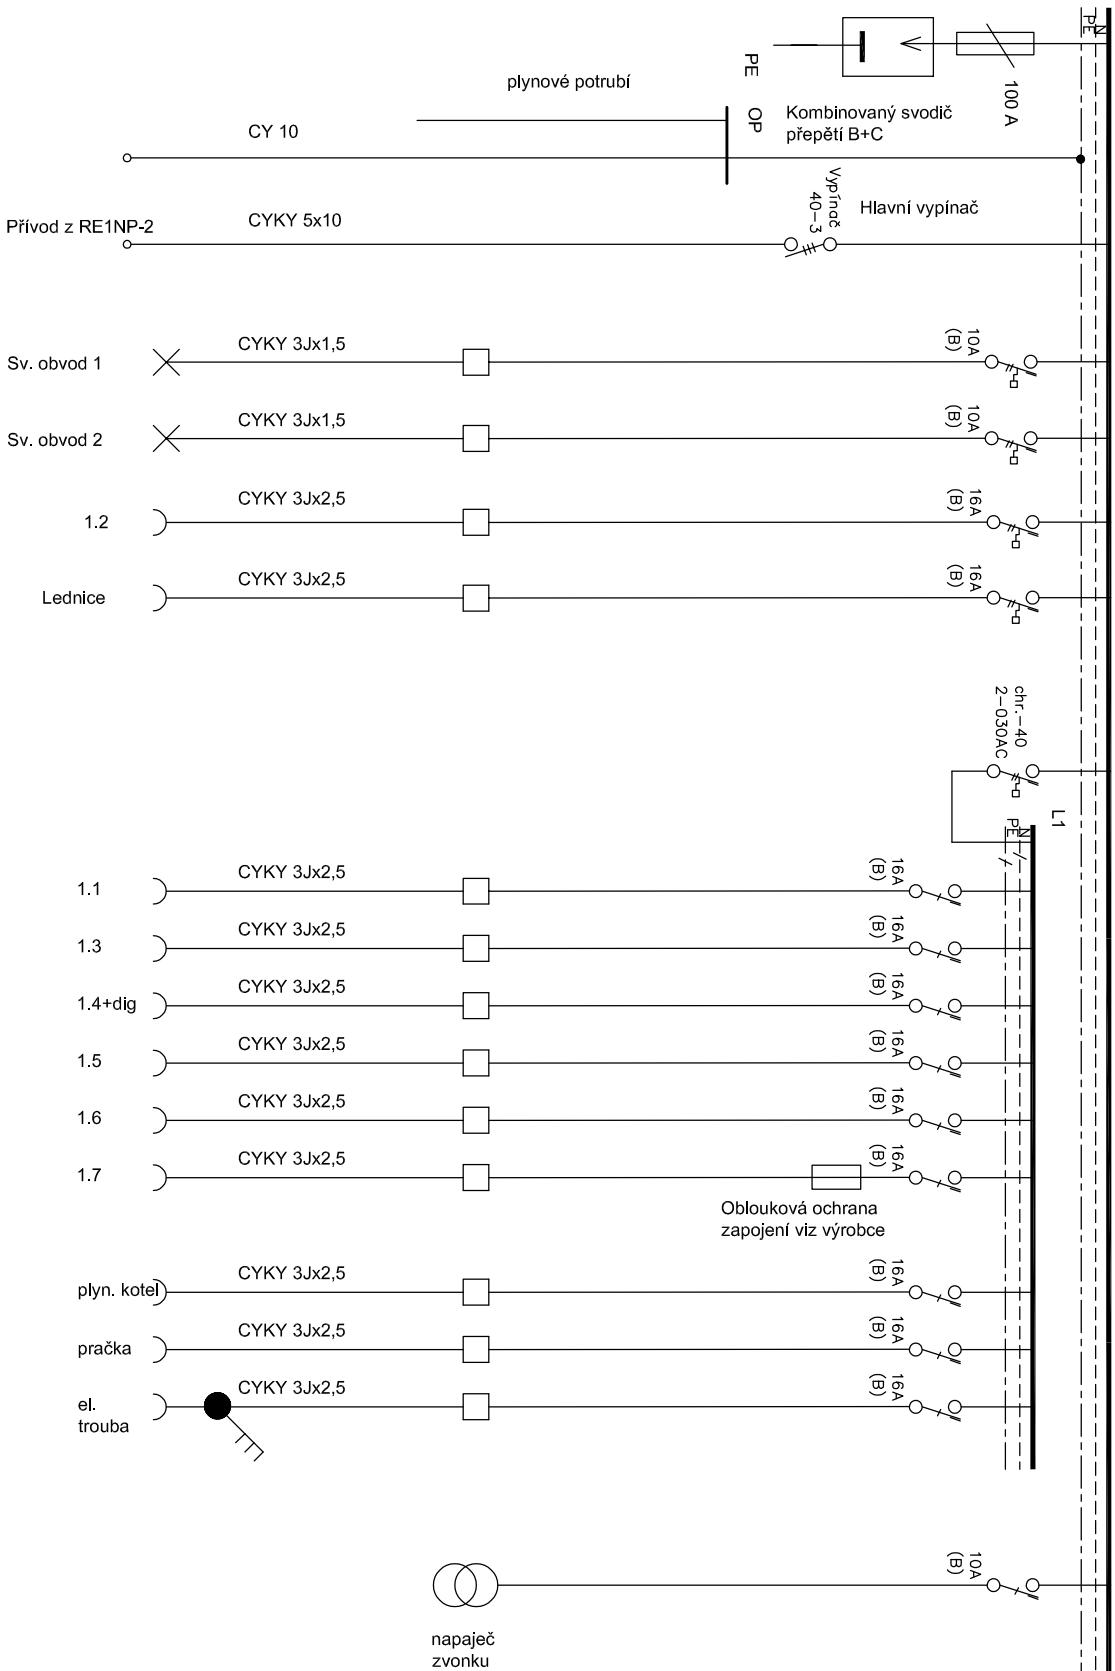 PE
N
100 A
PE
OP
plynové potrubí
Kombinovaný svodič
přepětí B+C
CY 10
Přívod z RE1NP-2
CYKY 5x10
Vypínač
40-3
Hlavní vypínač
Sv. obvod 1
CYKY 3Jx1,5
10A
(B)
Sv. obvod 2
CYKY 3Jx1,5
10A
(B)
1.2
CYKY 3Jx2,5
16A
(B)
Lednice
CYKY 3Jx2,5
16A
(B)
chr.-40
2-030AC
L1
PE
N
1.1
CYKY 3Jx2,5
16A
(B)
1.3
CYKY 3Jx2,5
16A
(B)
1.4+dig
CYKY 3Jx2,5
16A
(B)
1.5
CYKY 3Jx2,5
16A
(B)
1.6
CYKY 3Jx2,5
16A
(B)
1.7
CYKY 3Jx2,5
16A
(B)
Oblouková ochrana
zapojení viz výrobce
plyn. kotel
CYKY 3Jx2,5
16A
(B)
pračka
CYKY 3Jx2,5
16A
(B)
el.
trouba
CYKY 3Jx2,5
16A
(B)
10A
(B)
napaječ
zvonku